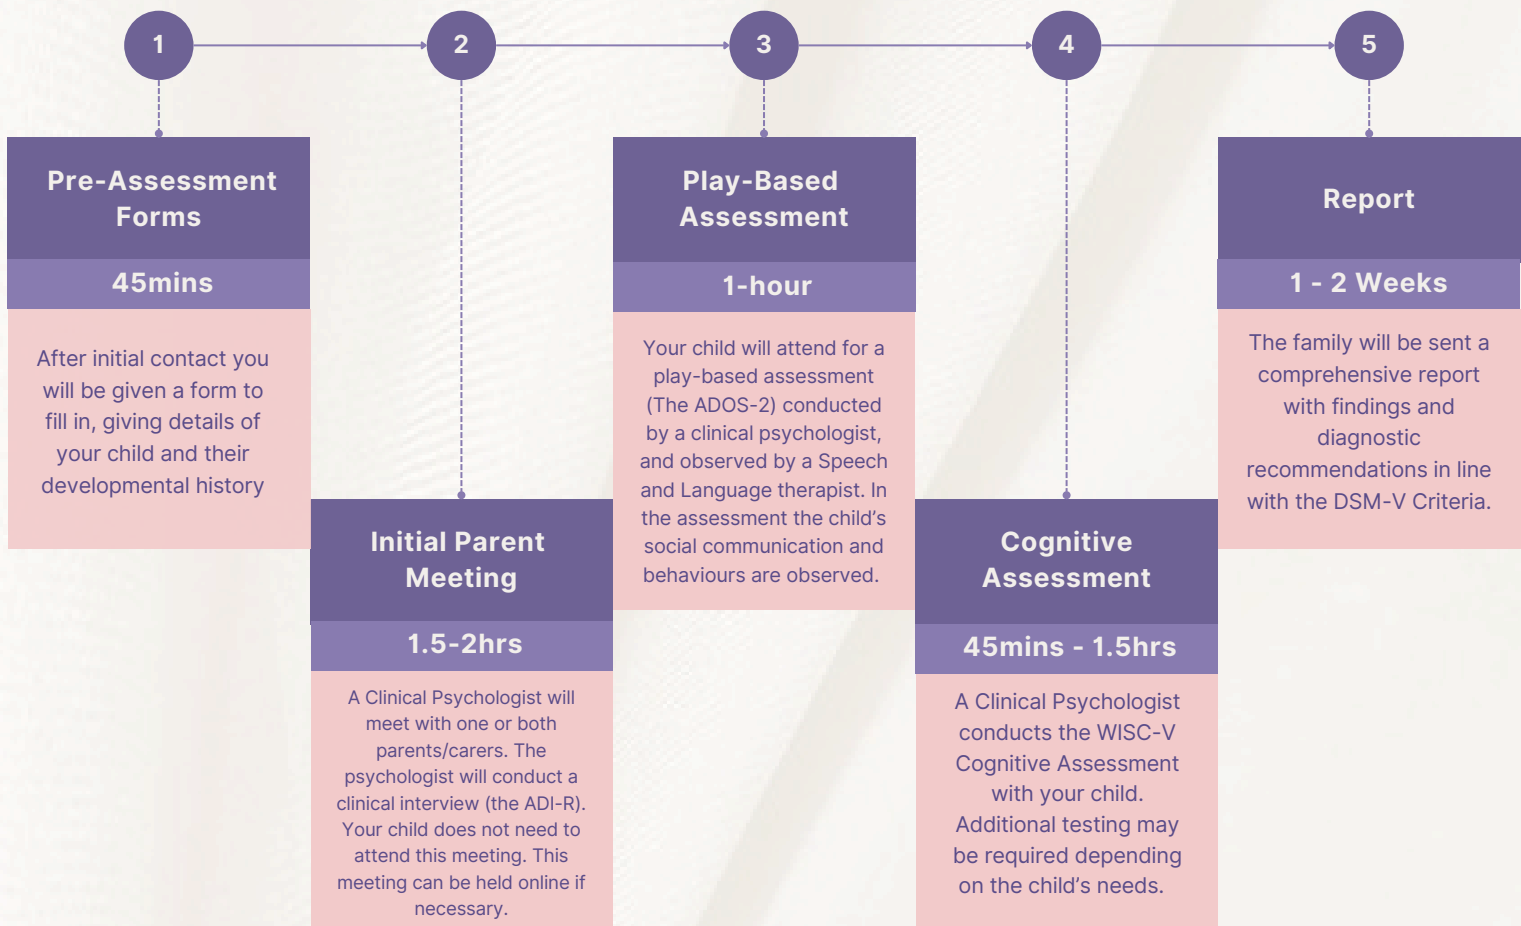 1
2
3
4
5
Pre-Assessment
Forms
45mins
After initial contact you
will be given a form to
fill in, giving details of
your child and their
developmental history
Initial Parent
Meeting
1.5-2hrs
A Clinical Psychologist will
meet with one or both
parents/carers. The
psychologist will conduct a
clinical interview (the ADI-R).
Your child does not need to
attend this meeting. This
meeting can be held online if
necessary.
Play-Based
Assessment
1-hour
Your child will attend for a
play-based assessment
(The ADOS-2) conducted
by a clinical psychologist,
and observed by a Speech
and Language therapist. In
the assessment the child's
social communication and
behaviours are observed.
Cognitive
Assessment
45mins - 1.5hrs
A Clinical Psychologist
conducts the WISC-V
Cognitive Assessment
with your child.
Additional testing may
be required depending
on the child's needs.
Report
1 - 2 Weeks
The family will be sent a
comprehensive report
with findings and
diagnostic
recommendations in line
with the DSM-V Criteria.